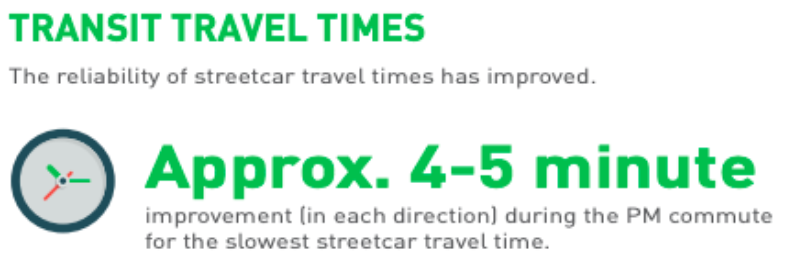 TRANSIT TRAVEL TIMES
The reliability of streetcar travel times has improved.
Approx. 4-5 minute
improvement (in each direction) during the PM commute
for the slowest streetcar travel time.